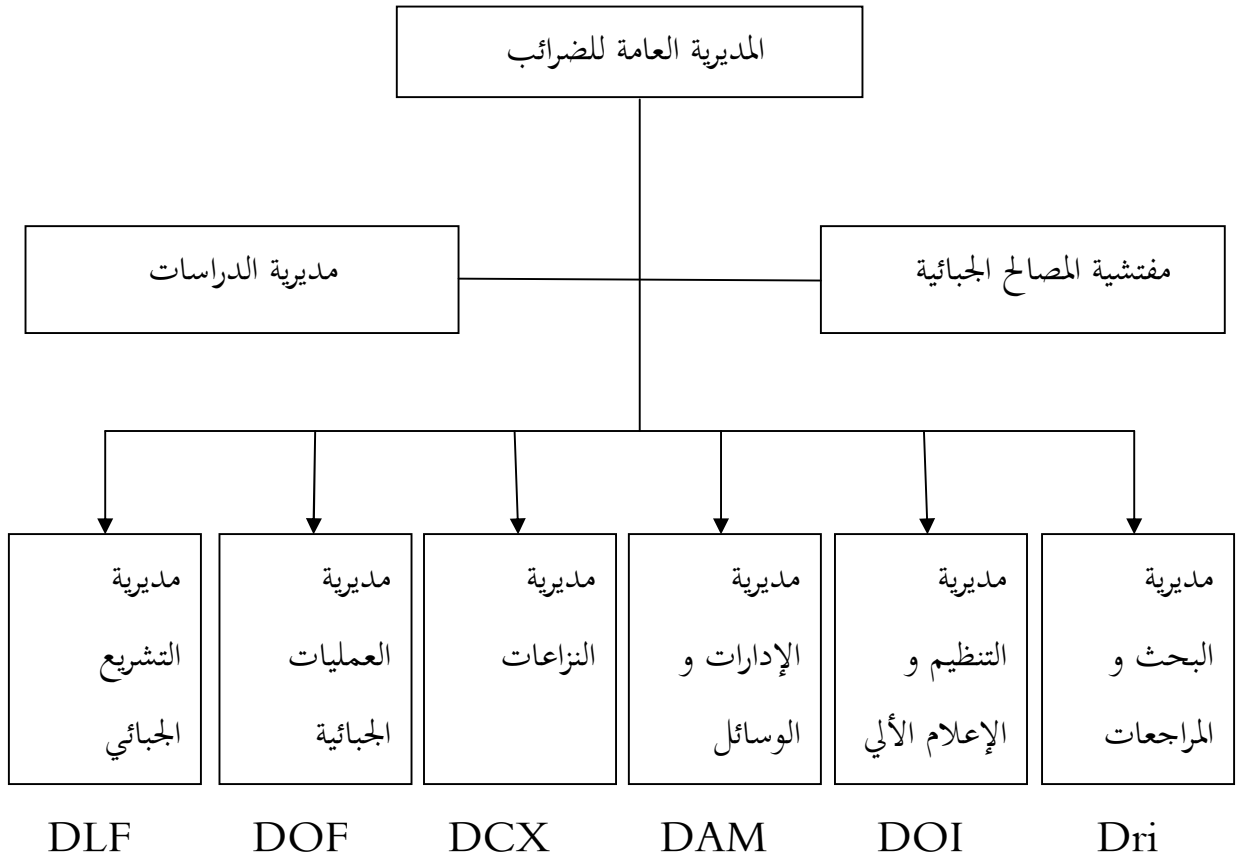 المديرية العامة للضرائب
مفتشية المصالح الجبائية
مديرية الدراسات
مديرية
البحث و
المراجعات
مديرية
التنظيم و
الإعلام الألي
مديرية
الإدارات و
الوسائل
مديرية
النزاعات
مديرية
العمليات
الجبائية
مديرية
التشريع
الجبائي
DLF DOF DCX DAM DOI Dri